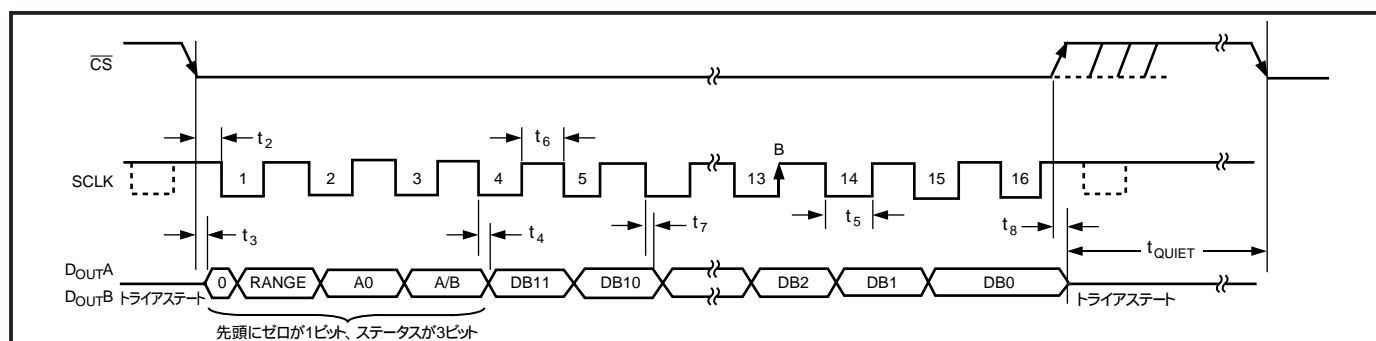 CS
t2
t6
B
SCLK
1 2 3 4 5 13 14 15 16
t3
t4
t7
t5
t8
tQUIET
DOUTA
DOUTB
トライアステート
0 RANGE A0 A/B DB11 DB10 DB2 DB1 DB0
トライアステート
先頭にゼロが1ビット、ステータスが3ビット